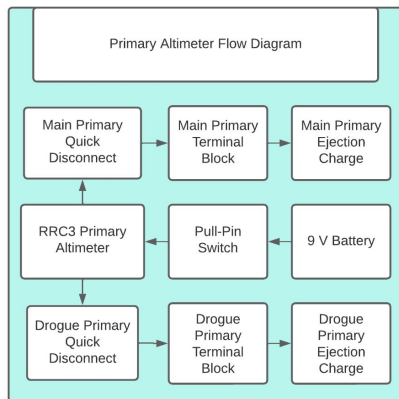 Primary Altimeter Flow Diagram
Main Primary
Quick
Disconnect
Main Primary
Terminal
Block
Main Primary
Ejection
Charge
RRC3 Primary
Altimeter
Pull-Pin
Switch
9 V Battery
Drogue Primary
Quick
Disconnect
Drogue
Primary
Terminal
Block
Drogue
Primary
Ejection
Charge